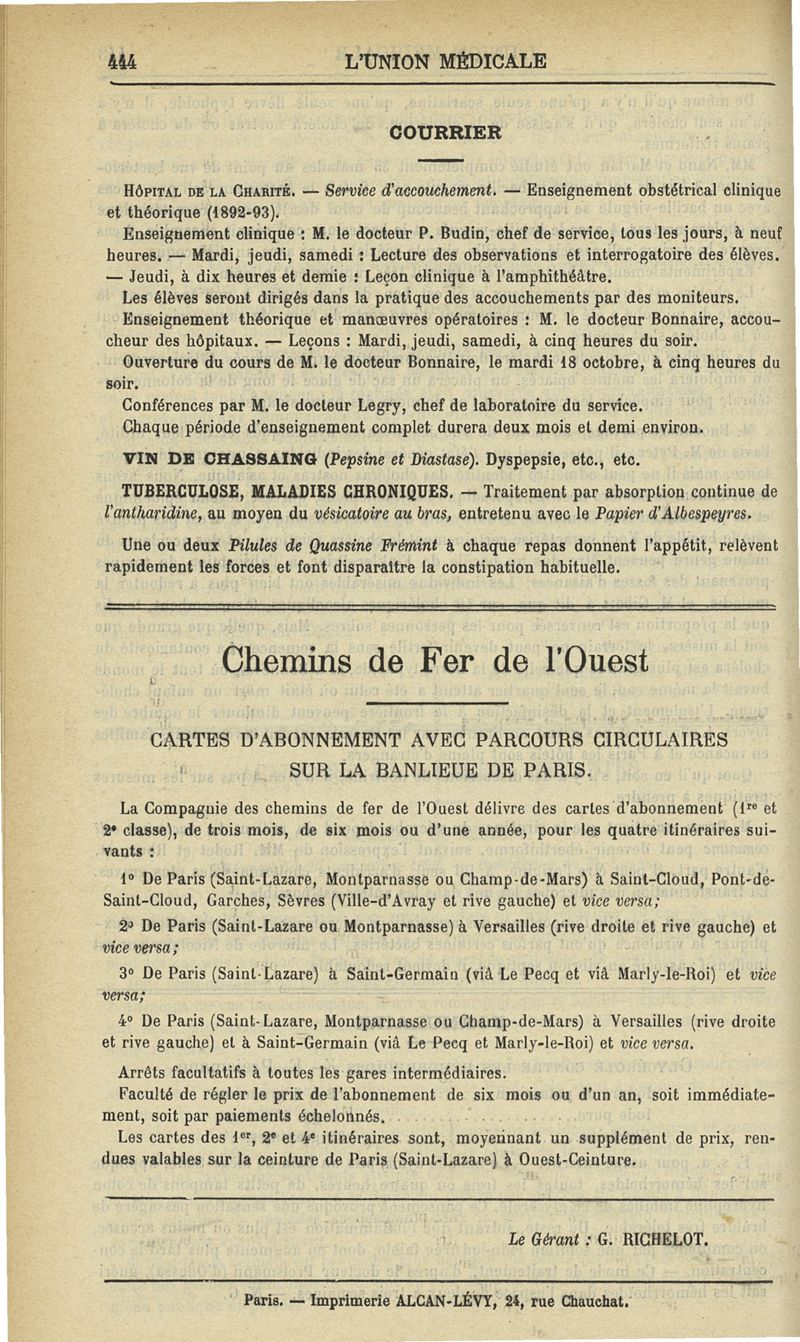 444 L'UNION MÉDICALE
COURRIER
HÔPITAL DE LA CHARITÉ. — Service d'accouchement. — Enseignement obstétrical clinique
et théorique (1892-93).
Enseignement clinique : M. le docteur P. Budin, chef de service, tous les jours, à neuf
heures. — Mardi, jeudi, samedi : Lecture des observations et interrogatoire des élèves.
— Jeudi, à dix heures et demie : Leçon clinique à l'amphithéâtre.
Les élèves seront dirigés dans la pratique des accouchements par des moniteurs.
Enseignement théorique et manœuvres opératoires : M. le docteur Bonnaire, accou-
cheur des hôpitaux. — Leçons : Mardi, jeudi, samedi, à cinq heures du soir.
Ouverture du cours de M. le docteur Bonnaire, le mardi 18 octobre, à cinq heures du
soir.
Conférences par M. le docteur Legry, chef de laboratoire du service.
Chaque période d'enseignement complet durera deux mois et demi environ.
VIN DE CHASSAING (Pepsine et Diastase). Dyspepsie, etc., etc.
TUBERCULOSE, MALADIES CHRONIQUES. — Traitement par absorption continue de
l'antharidine, au moyen du vésicatoire au bras, entretenu avec le Papier d'Albespeyres.
Une ou deux Pilules de Quassine Frémint à chaque repas donnent l'appétit, relèvent
rapidement les forces et font disparaître la constipation habituelle.
Chemins de Fer de l'Ouest
CARTES D'ABONNEMENT AVEC PARCOURS CIRCULAIRES
SUR LA BANLIEUE DE PARIS.
La Compagnie des chemins de fer de l'Ouest délivre des cartes d'abonnement (1re et
2e classe), de trois mois, de six mois ou d'une année, pour les quatre itinéraires sui-
vants :
1o De Paris (Saint-Lazare, Montparnasse ou Champ-de-Mars) à Saint-Cloud, Pont-de-
Saint-Cloud, Garches, Sèvres (Ville-d'Avray et rive gauche) et vice versa;
2o De Paris (Saint-Lazare ou Montparnasse) à Versailles (rive droite et rive gauche) et
vice versa;
3o De Paris (Saint-Lazare) à Saint-Germain (viâ Le Pecq et viâ Marly-le-Roi) et vice
versa;
4o De Paris (Saint-Lazare, Montparnasse ou Champ-de-Mars) à Versailles (rive droite
et rive gauche) et à Saint-Germain (viâ Le Pecq et Marly-le-Roi) et vice versa.
Arrêts facultatifs à toutes les gares intermédiaires.
Faculté de régler le prix de l'abonnement de six mois ou d'un an, soit immédiate-
ment, soit par paiements échelonnés.
Les cartes des 1er, 2e et 4e itinéraires sont, moyennant un supplément de prix, ren-
dues valables sur la ceinture de Paris (Saint-Lazare) à Ouest-Ceinture.
Le Gérant : G. RICHELOT.
Paris. — Imprimerie ALCAN-LÉVY, 24, rue Chauchat.